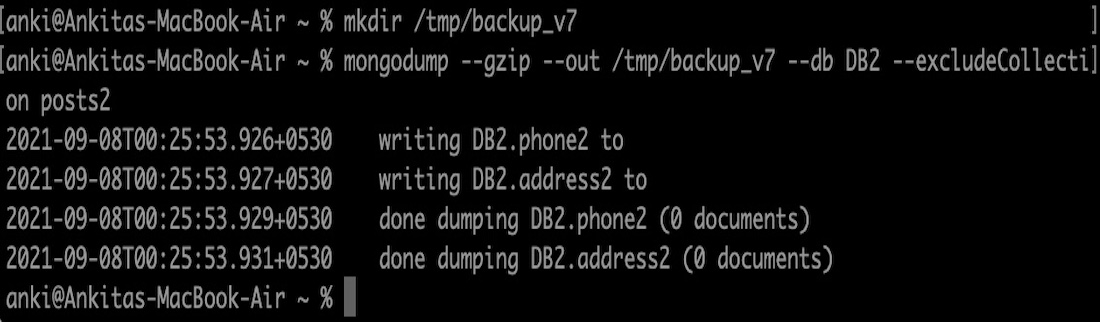 [anki@Ankitas-MacBook-Air ~ % mkdir /tmp/backup_v7 ]
[anki@Ankitas-MacBook-Air ~ % mongodump --gzip --out /tmp/backup_v7 --db DB2 --excludeCollecti]
on posts2
2021-09-08T00:25:53.926+0530 writing DB2.phone2 to
2021-09-08T00:25:53.927+0530 writing DB2.address2 to
2021-09-08T00:25:53.929+0530 done dumping DB2.phone2 (0 documents)
2021-09-08T00:25:53.931+0530 done dumping DB2.address2 (0 documents)
anki@Ankitas-MacBook-Air ~ %